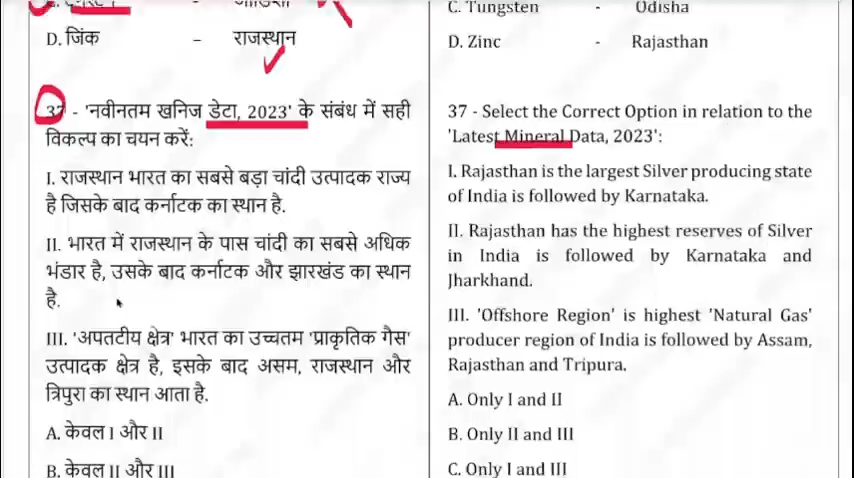 C. Tungsten - Odisha
D. जिंक - राजस्थान
D. Zinc - Rajasthan
37 - 'नवीनतम खनिज डेटा, 2023' के संबंध में सही
विकल्प का चयन करें:
I. राजस्थान भारत का सबसे बड़ा चांदी उत्पादक राज्य
है जिसके बाद कर्नाटक का स्थान है.
II. भारत में राजस्थान के पास चांदी का सबसे अधिक
भंडार है, उसके बाद कर्नाटक और झारखंड का स्थान
है.
III. 'अपतटीय क्षेत्र' भारत का उच्चतम 'प्राकृतिक गैस'
उत्पादक क्षेत्र है, इसके बाद असम, राजस्थान और
त्रिपुरा का स्थान आता है.
A. केवल I और II
B. केवल II और III
37 - Select the Correct Option in relation to the
'Latest Mineral Data, 2023':
I. Rajasthan is the largest Silver producing state
of India is followed by Karnataka.
II. Rajasthan has the highest reserves of Silver
in India is followed by Karnataka and
Jharkhand.
III. 'Offshore Region' is highest 'Natural Gas'
producer region of India is followed by Assam,
Rajasthan and Tripura.
A. Only I and II
B. Only II and III
C. Only I and III